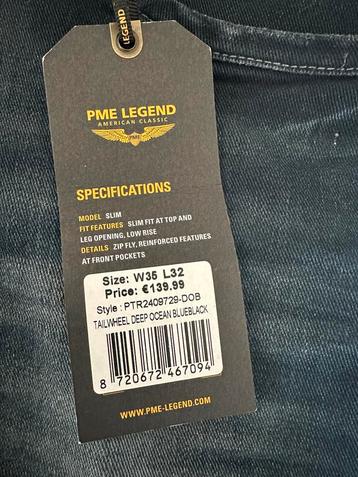 LEGEND
PME LEGEND
AMERICAN CLASSIC
PME
SPECIFICATIONS
MODEL SLIM
FIT FEATURES SLIM FIT AT TOP AND
LEG OPENING, LOW RISE
DETAILS ZIP FLY, REINFORCED FEATURES
AT FRONT POCKETS
Size: W35 L32
Price: €139.99
Style : PTR2409729-DOB
TAILWHEEL DEEP OCEAN BLUEBLACK
8 720672 467094
WWW.PME-LEGEND.COM